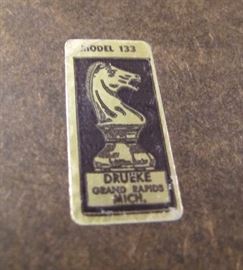 MODEL 133
DRUEKE
GRAND RAPIDS
MICH.